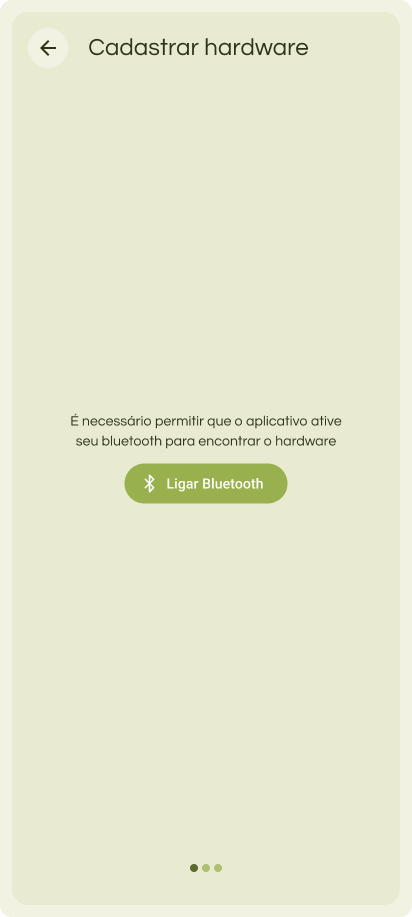 Cadastrar hardware
É necessário permitir que o aplicativo ative
seu bluetooth para encontrar o hardware
Ligar Bluetooth